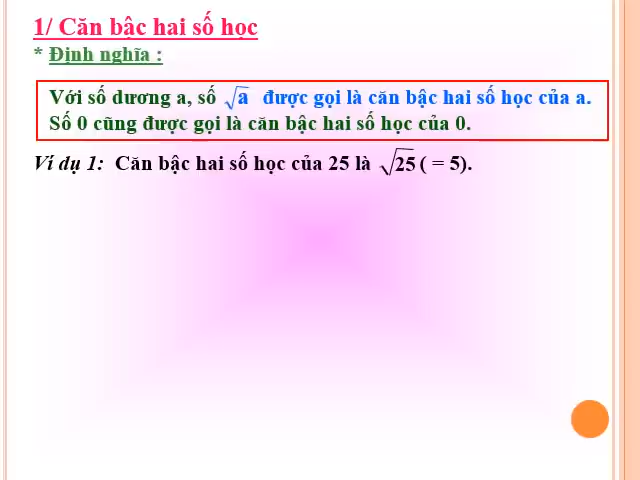 1/ Căn bậc hai số học
* Định nghĩa :
Với số dương a, số √a được gọi là căn bậc hai số học của a.
Số 0 cũng được gọi là căn bậc hai số học của 0.
Ví dụ 1: Căn bậc hai số học của 25 là √25 ( = 5).